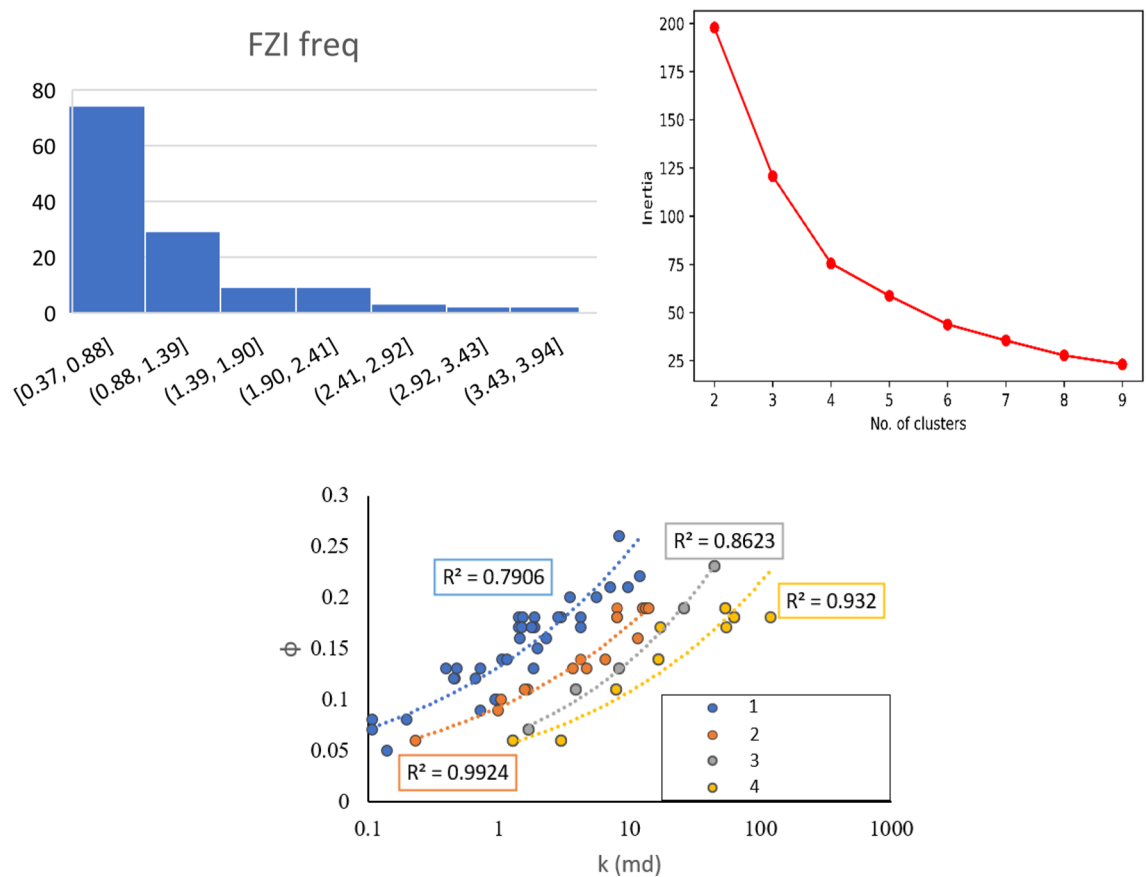 FZI freq
80
60
40
20
0
[0.37, 0.88]
(0.88, 1.39]
(1.39, 1.90]
(1.90, 2.41]
(2.41, 2.92]
(2.92, 3.43]
(3.43, 3.94]
200
175
150
125
100
75
50
25
Inertia
2 3 4 5 6 7 8 9
No. of clusters
0.3
0.25
0.2
0.15
0.1
0.05
0
ϕ
R² = 0.7906
R² = 0.8623
R² = 0.932
R² = 0.9924
1
2
3
4
0.1 1 10 100 1000
k (md)